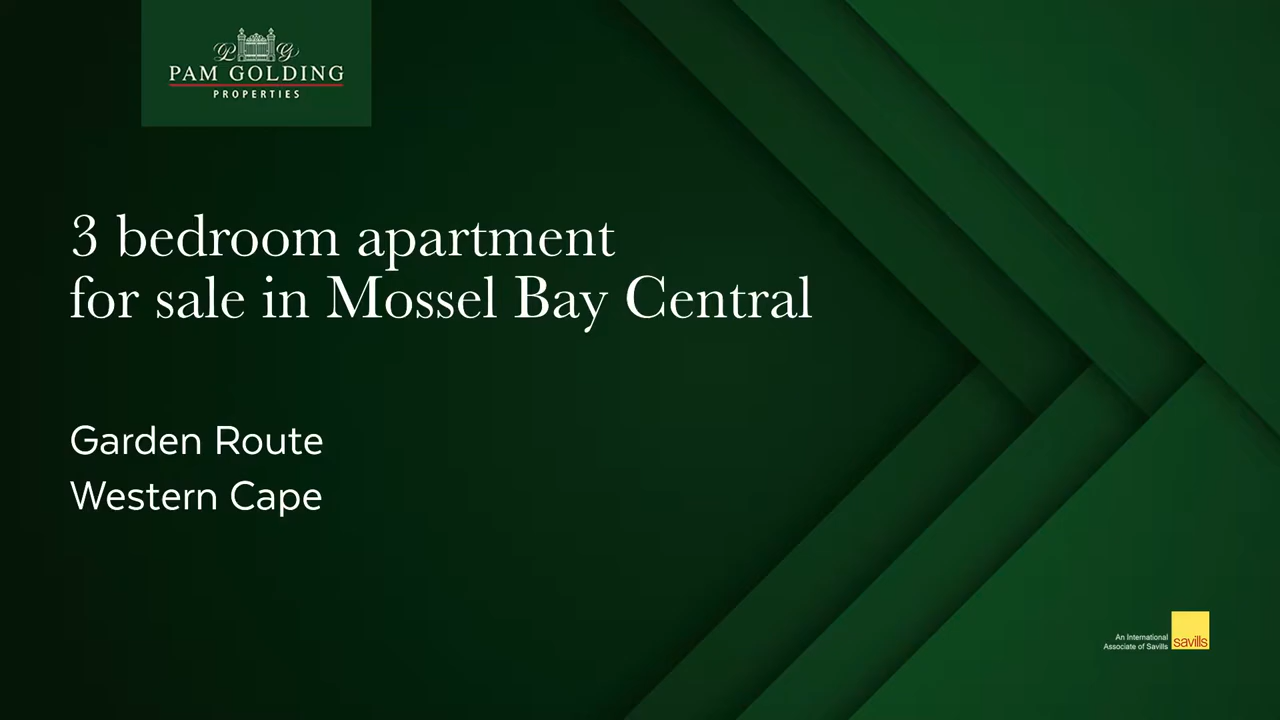 P G
PAM GOLDING
PROPERTIES
3 bedroom apartment
for sale in Mossel Bay Central
Garden Route
Western Cape
An International
Associate of Savills
savills